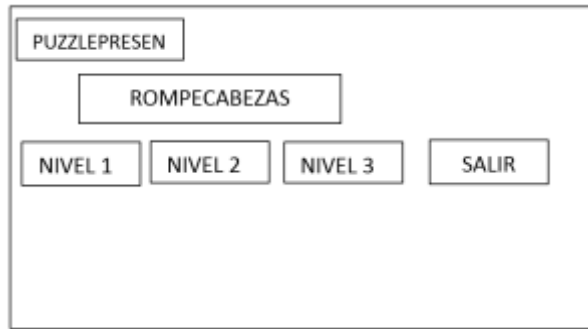 PUZZLEPRESEN
ROMPECABEZAS
NIVEL 1 NIVEL 2 NIVEL 3 SALIR